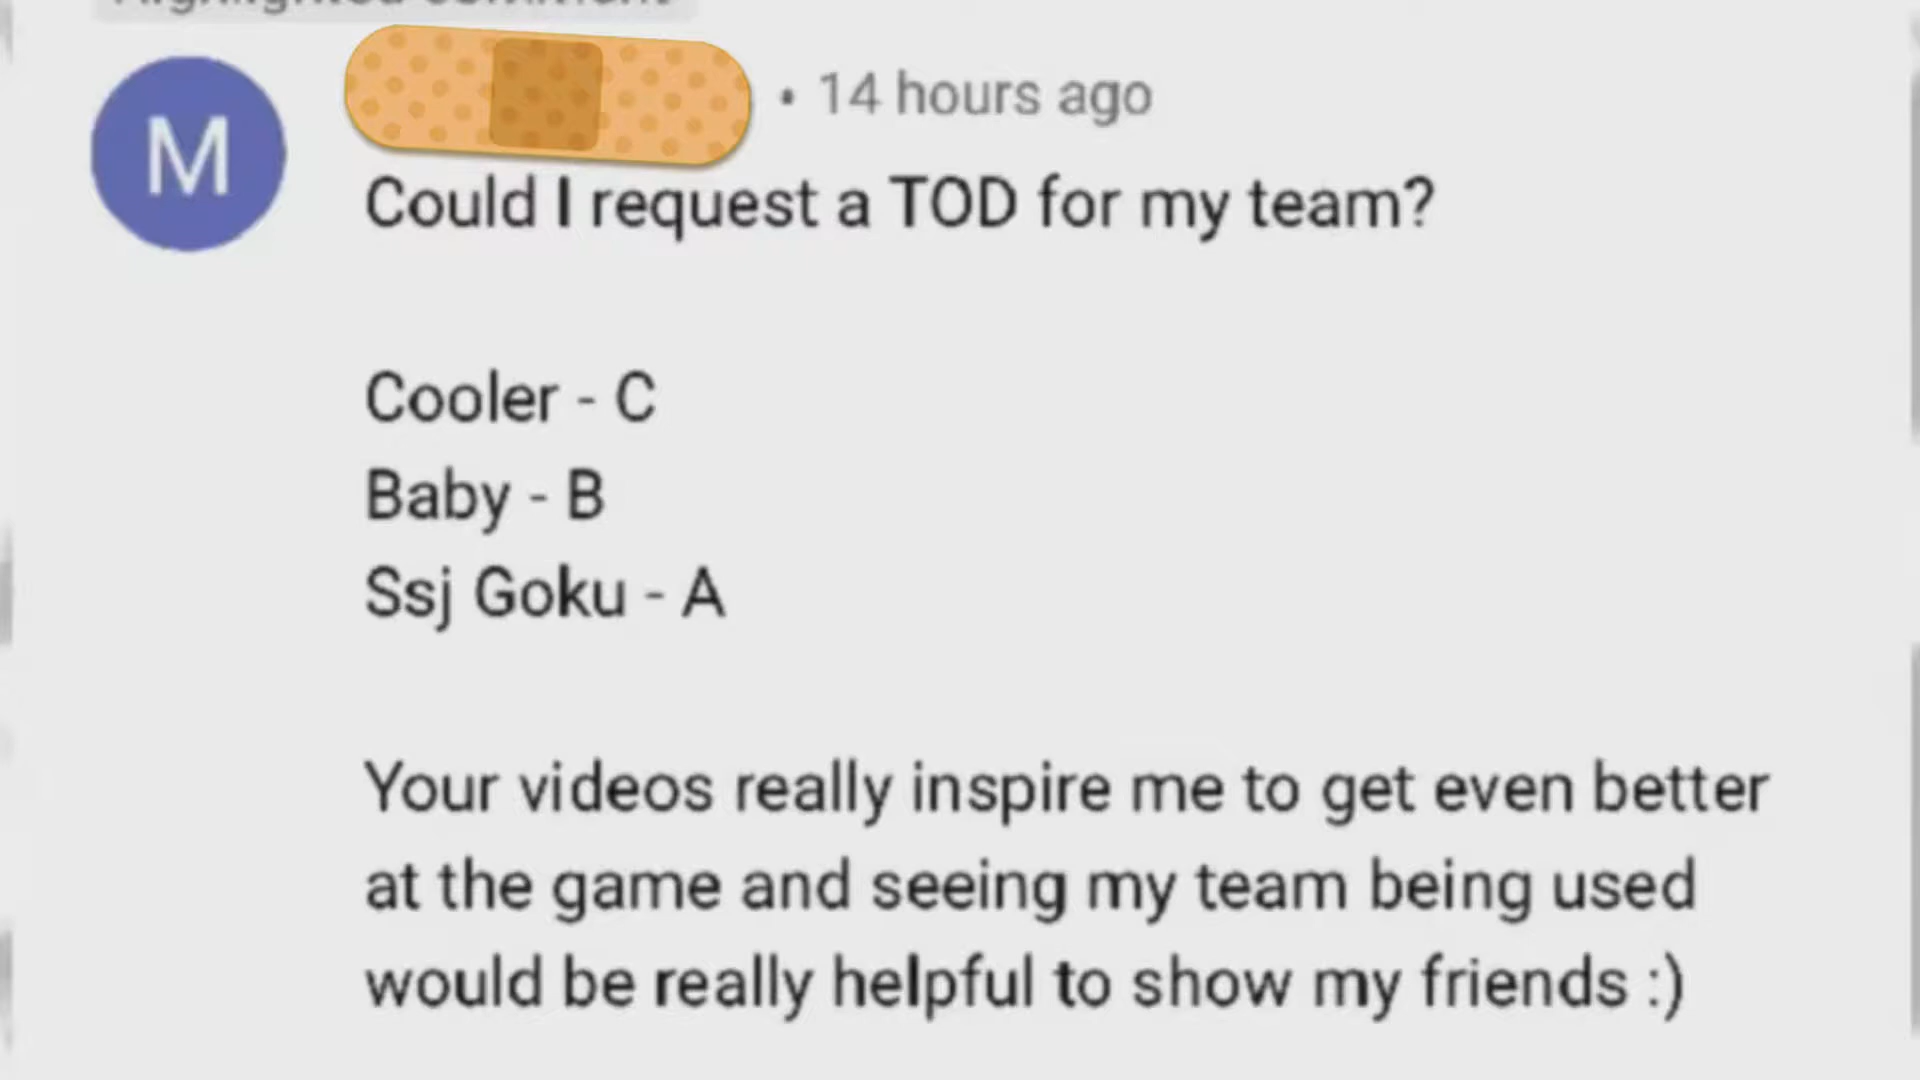 M
• 14 hours ago
Could I request a TOD for my team?
Cooler - C
Baby - B
Ssj Goku - A
Your videos really inspire me to get even better
at the game and seeing my team being used
would be really helpful to show my friends :)